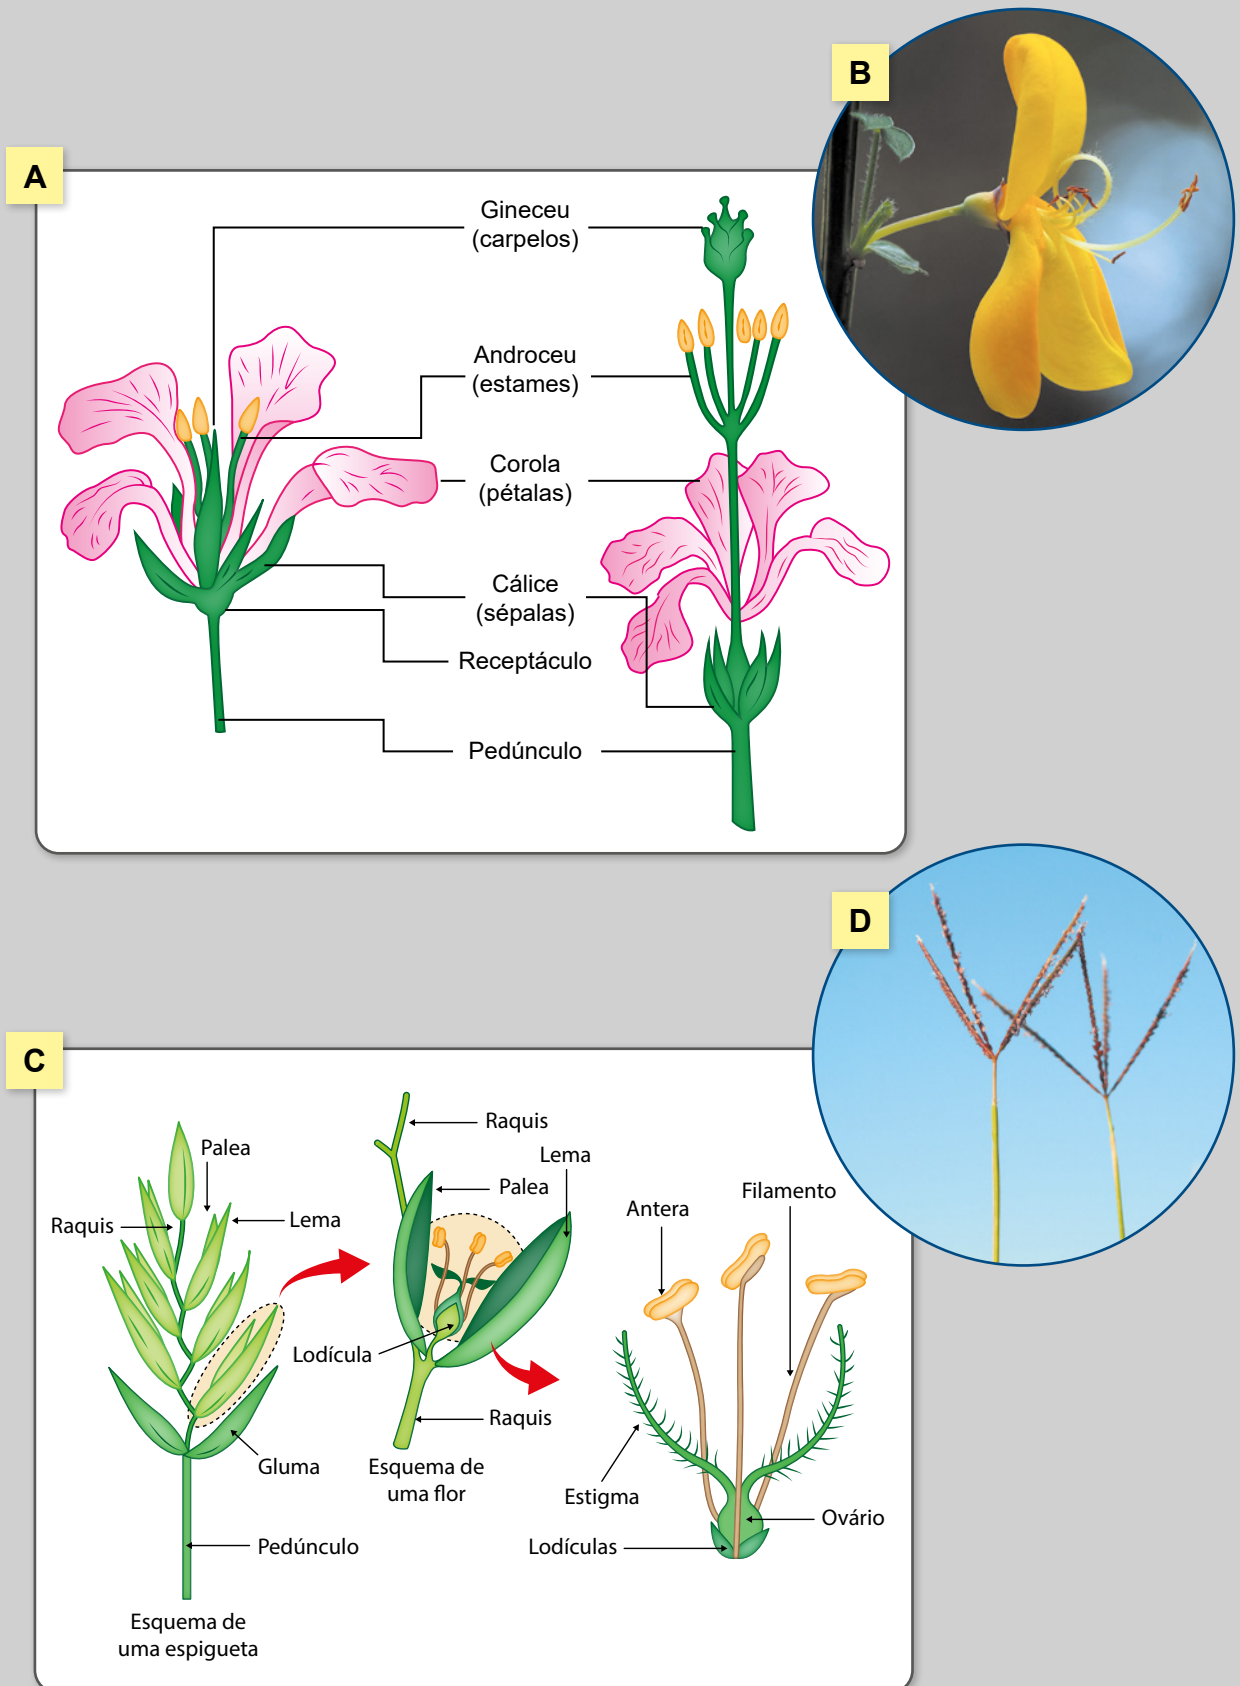 B
A
Gineceu
(carpelos)
Androceu
(estames)
Corola
(pétalas)
Cálice
(sépalas)
Receptáculo
Pedúnculo
D
C
Palea
Raquis
Lema
Gluma
Pedúnculo
Esquema de
uma espigueta
Raquis
Lema
Palea
Lodícula
Raquis
Esquema de
uma flor
Filamento
Antera
Estigma
Ovário
Lodículas